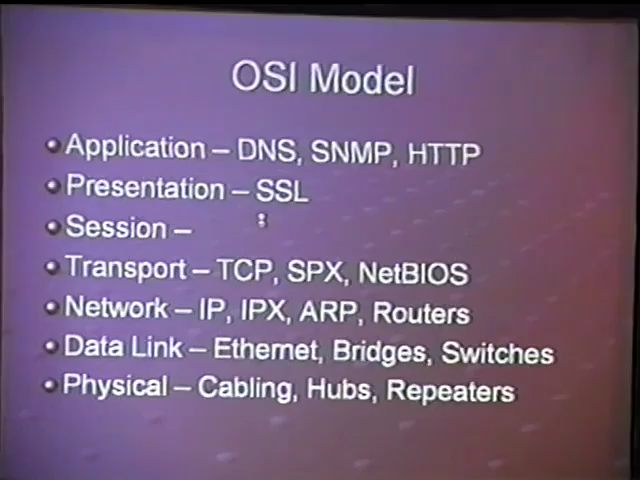 OSI Model
Application – DNS, SNMP, HTTP
Presentation – SSL
Session –
Transport – TCP, SPX, NetBIOS
Network – IP, IPX, ARP, Routers
Data Link – Ethernet, Bridges, Switches
Physical – Cabling, Hubs, Repeaters